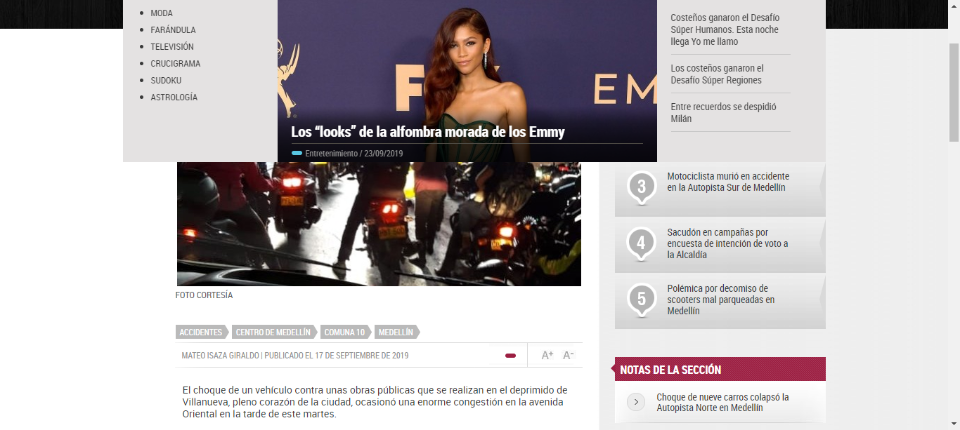 MODA
FARÁNDULA
TELEVISIÓN
CRUCIGRAMA
SUDOKU
ASTROLOGÍA
FOX
EM
Los “looks” de la alfombra morada de los Emmy
Entretenimiento / 23/09/2019
Costeños ganaron el Desafío
Súper Humanos. Esta noche
llega Yo me llamo
Los costeños ganaron el
Desafío Súper Regiones
Entre recuerdos se despidió
Milán
FOTO CORTESÍA
ACCIDENTES CENTRO DE MEDELLÍN COMUNA 10 MEDELLÍN
MATEO ISAZA GIRALDO | PUBLICADO EL 17 DE SEPTIEMBRE DE 2019
A+ A-
El choque de un vehículo contra unas obras públicas que se realizan en el deprimido de
Villanueva, pleno corazón de la ciudad, ocasionó una enorme congestión en la avenida
Oriental en la tarde de este martes.
3
Motociclista murió en accidente
en la Autopista Sur de Medellín
4
Sacudón en campañas por
encuesta de intención de voto a
la Alcaldía
5
Polémica por decomiso de
scooters mal parqueadas en
Medellín
NOTAS DE LA SECCIÓN
Choque de nueve carros colapsó la
Autopista Norte en Medellín